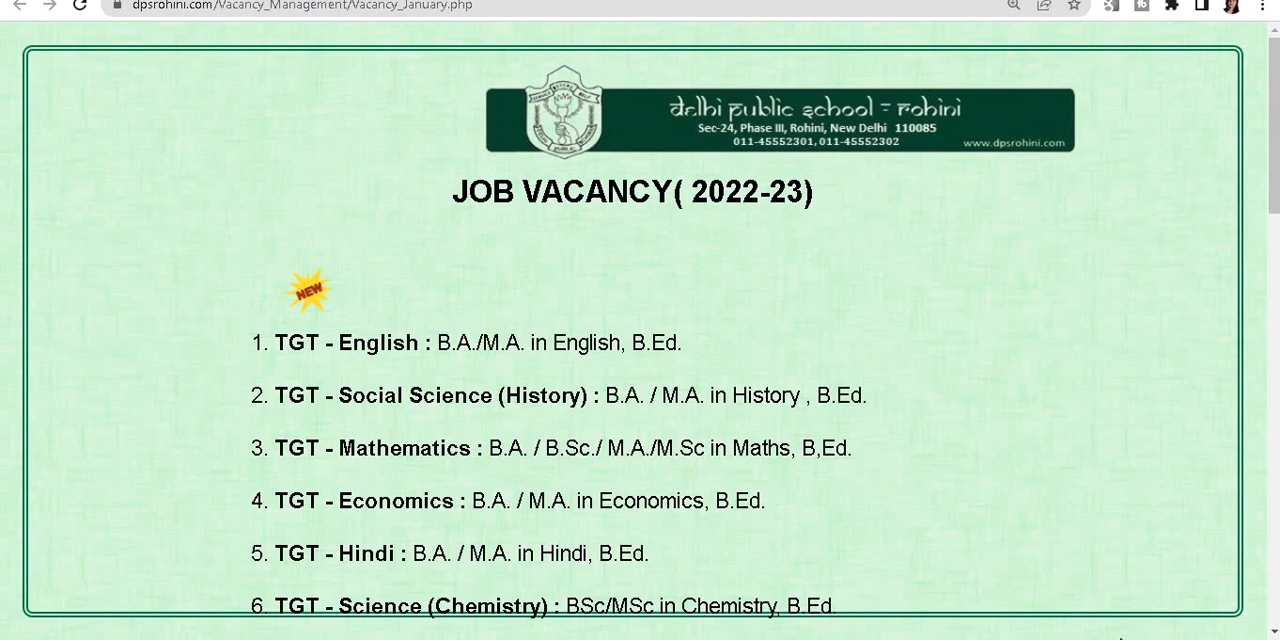 dpsrohini.com/Vacancy_Management/Vacancy_January.php
delhi public school - rohini
Sec-24, Phase III, Rohini, New Delhi 110085
011-45552301, 011-45552302
www.dpsrohini.com
JOB VACANCY( 2022-23)
NEW
1. TGT - English : B.A./M.A. in English, B.Ed.
2. TGT - Social Science (History) : B.A. / M.A. in History , B.Ed.
3. TGT - Mathematics : B.A. / B.Sc./ M.A./M.Sc in Maths, B,Ed.
4. TGT - Economics : B.A. / M.A. in Economics, B.Ed.
5. TGT - Hindi : B.A. / M.A. in Hindi, B.Ed.
6. TGT - Science (Chemistry) : BSc/MSc in Chemistry, B.Ed.